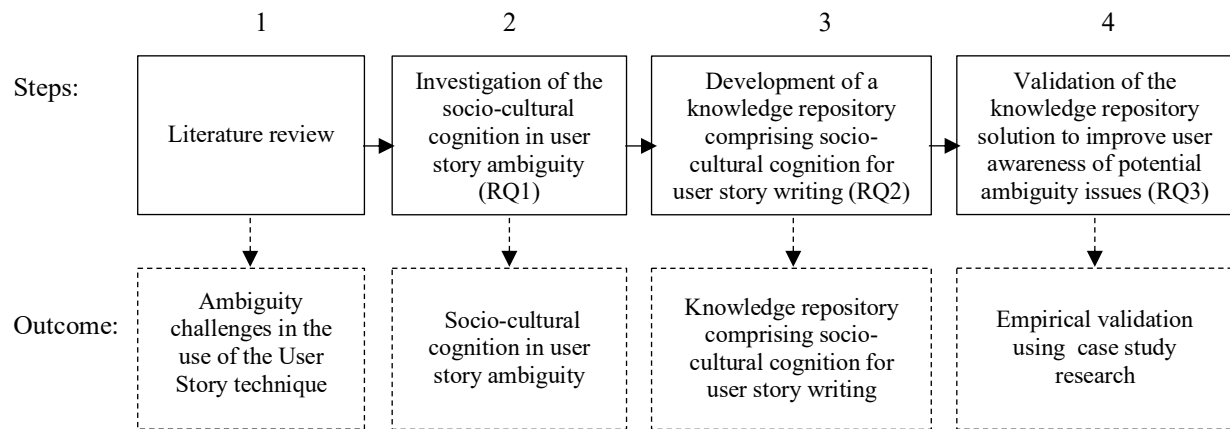 1
2
3
4
Steps:
Literature review
Investigation of the
socio-cultural
cognition in user
story ambiguity
(RQ1)
Development of a
knowledge repository
comprising socio-
cultural cognition for
user story writing (RQ2)
Validation of the
knowledge repository
solution to improve user
awareness of potential
ambiguity issues (RQ3)
Outcome:
Ambiguity
challenges in the
use of the User
Story technique
Socio-cultural
cognition in user
story ambiguity
Knowledge repository
comprising socio-
cultural cognition for
user story writing
Empirical validation
using case study
research